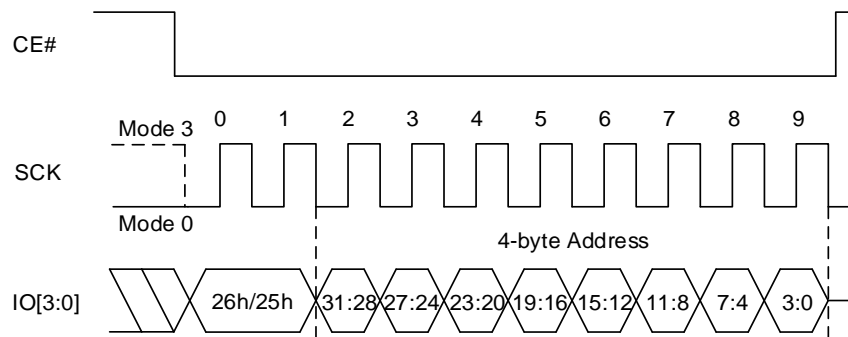 CE#
Mode 3
0 1 2 3 4 5 6 7 8 9
SCK
Mode 0
4-byte Address
IO[3:0]
26h/25h
31:28 27:24 23:20 19:16 15:12 11:8 7:4 3:0